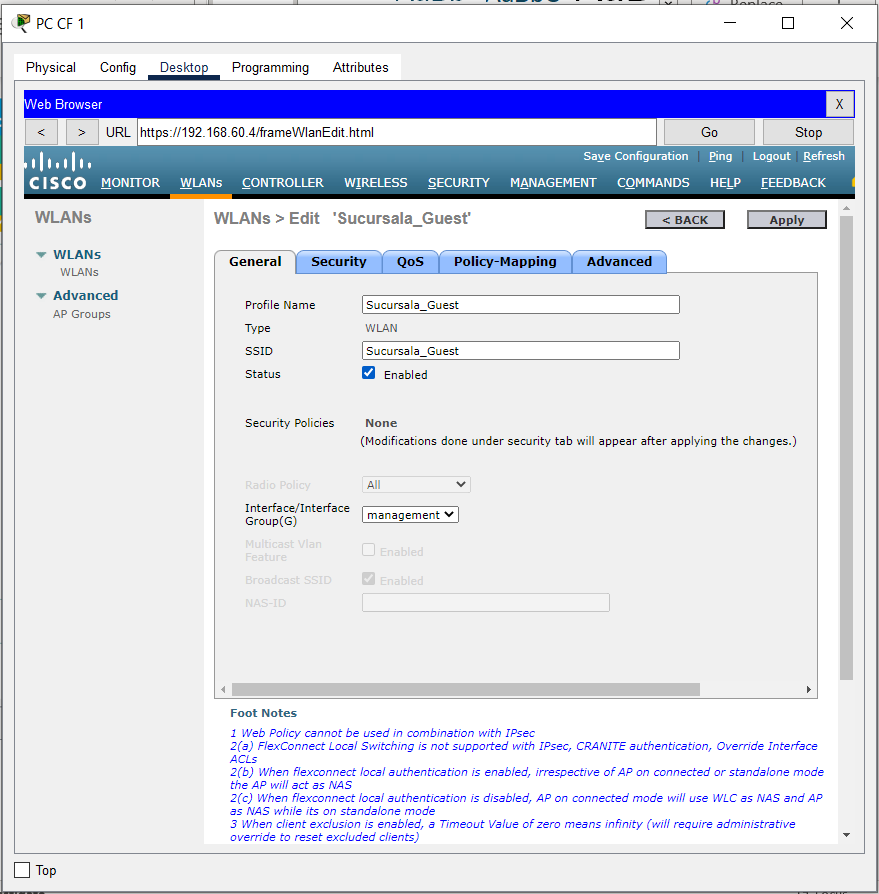 PC CF 1
Physical Config Desktop Programming Attributes
Web Browser X
< > URL https://192.168.60.4/frameWlanEdit.html Go Stop
Save Configuration | Ping | Logout | Refresh
CISCO MONITOR WLANs CONTROLLER WIRELESS SECURITY MANAGEMENT COMMANDS HELP FEEDBACK
WLANs
WLANs
WLANs
Advanced
AP Groups
WLANs > Edit 'Sucursala_Guest' < BACK Apply
General Security QoS Policy-Mapping Advanced
Profile Name Sucursala_Guest
Type WLAN
SSID Sucursala_Guest
Status Enabled
Security Policies None
(Modifications done under security tab will appear after applying the changes.)
Radio Policy All
Interface/Interface
Group(G) management
Multicast Vlan
Feature Enabled
Broadcast SSID Enabled
NAS-ID
Foot Notes
1 Web Policy cannot be used in combination with IPsec
2(a) FlexConnect Local Switching is not supported with IPsec, CRANITE authentication, Override Interface
ACLs
2(b) When flexconnect local authentication is enabled, irrespective of AP on connected or standalone mode
the AP will act as NAS
2(c) When flexconnect local authentication is disabled, AP on connected mode will use WLC as NAS and AP
as NAS while its on standalone mode
3 When client exclusion is enabled, a Timeout Value of zero means infinity (will require administrative
override to reset excluded clients)
Top